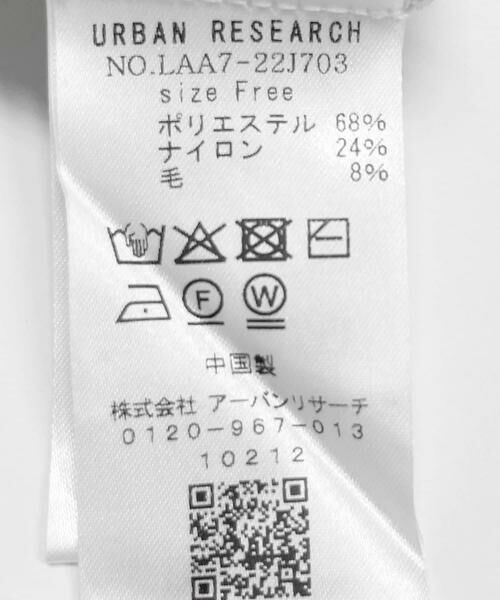 URBAN RESEARCH
NO.LAA7-22J703
size Free
ポリエステル 68%
ナイロン 24%
毛 8%
F W
中国製
株式会社 アーバンリサーチ
0120-967-013
10212